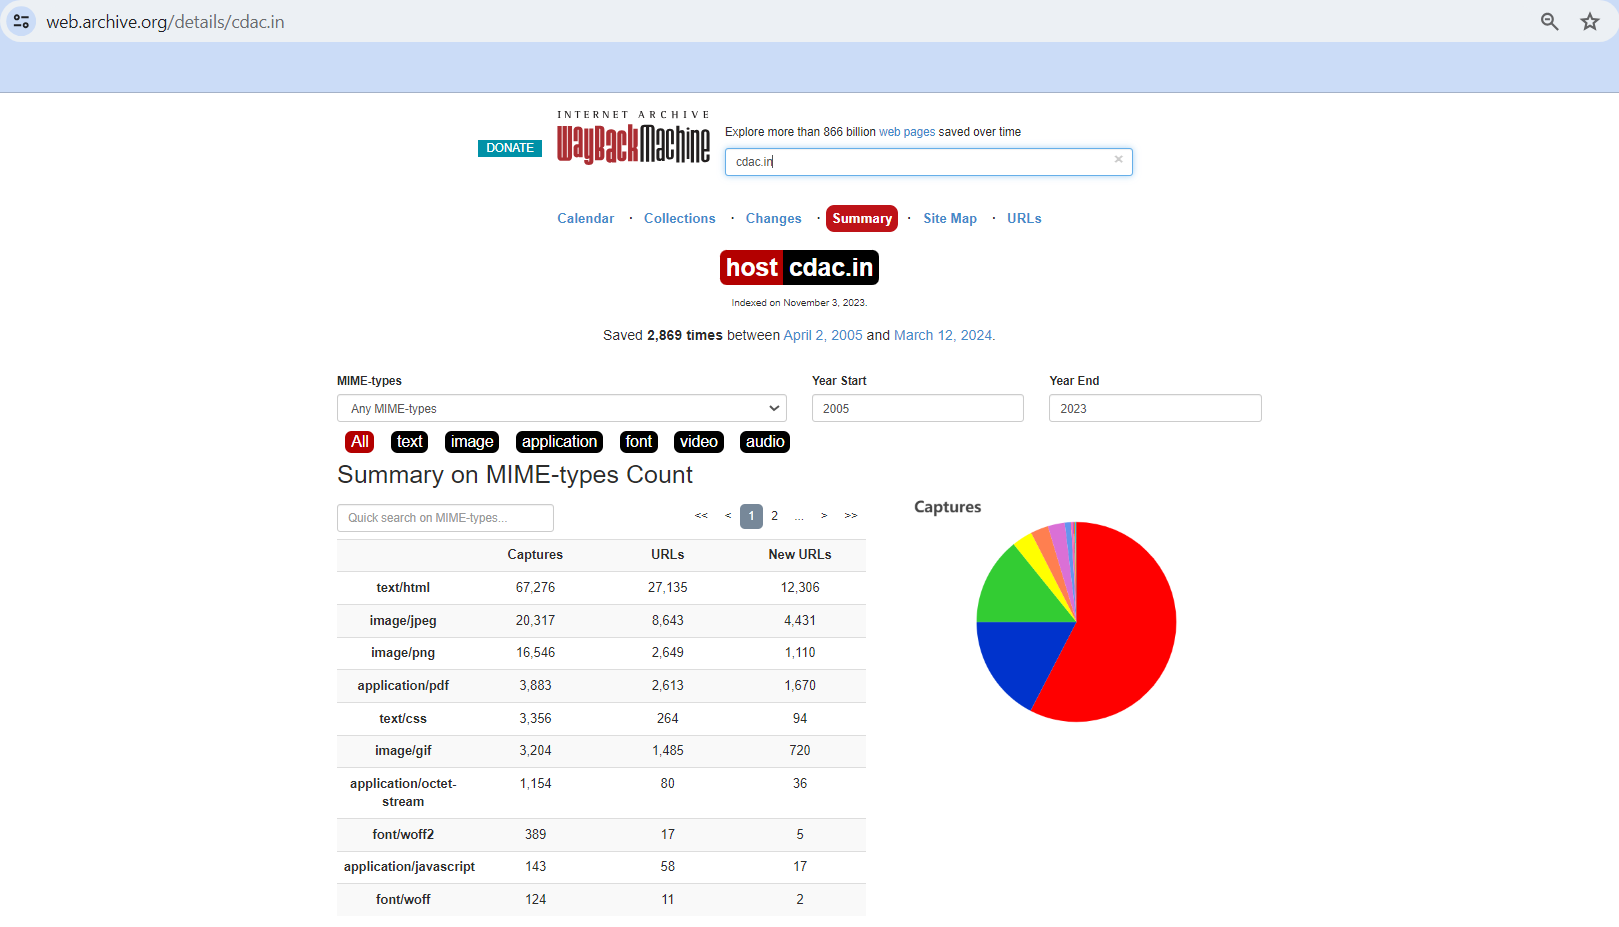 web.archive.org/details/cdac.in
INTERNET ARCHIVE
WayBackMachine
DONATE
Explore more than 866 billion web pages saved over time
cdac.in ×
Calendar · Collections · Changes · Summary · Site Map · URLs
host cdac.in
Indexed on November 3, 2023.
Saved 2,869 times between April 2, 2005 and March 12, 2024.
MIME-types Year Start Year End
Any MIME-types 2005 2023
All text image application font video audio
Summary on MIME-types Count
Quick search on MIME-types... << < 1 2 ... > >>
Captures URLs New URLs
text/html 67,276 27,135 12,306
image/jpeg 20,317 8,643 4,431
image/png 16,546 2,649 1,110
application/pdf 3,883 2,613 1,670
text/css 3,356 264 94
image/gif 3,204 1,485 720
application/octet-
stream 1,154 80 36
font/woff2 389 17 5
application/javascript 143 58 17
font/woff 124 11 2
Captures